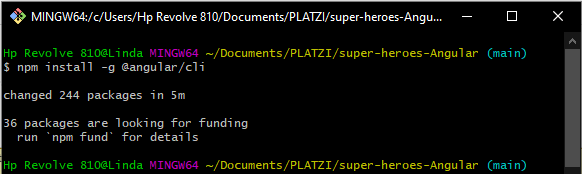 MINGW64:/c/Users/Hp Revolve 810/Documents/PLATZI/super-heroes-Angu...
Hp Revolve 810@Linda MINGW64 ~/Documents/PLATZI/super-heroes-Angular (main)
$ npm install -g @angular/cli
changed 244 packages in 5m
36 packages are looking for funding
  run `npm fund` for details
Hp Revolve 810@Linda MINGW64 ~/Documents/PLATZI/super-heroes-Angular (main)